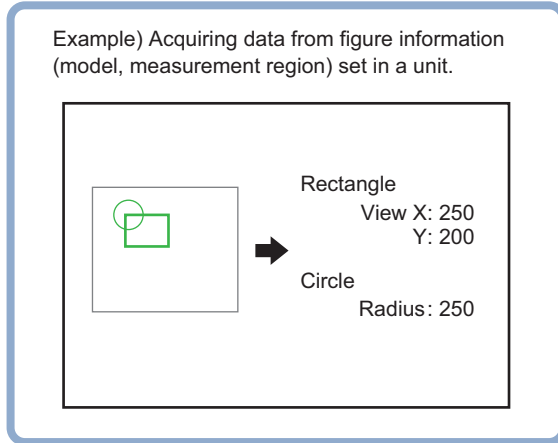 Example) Acquiring data from figure information
(model, measurement region) set in a unit.
Rectangle
View X: 250
Y: 200
Circle
Radius: 250